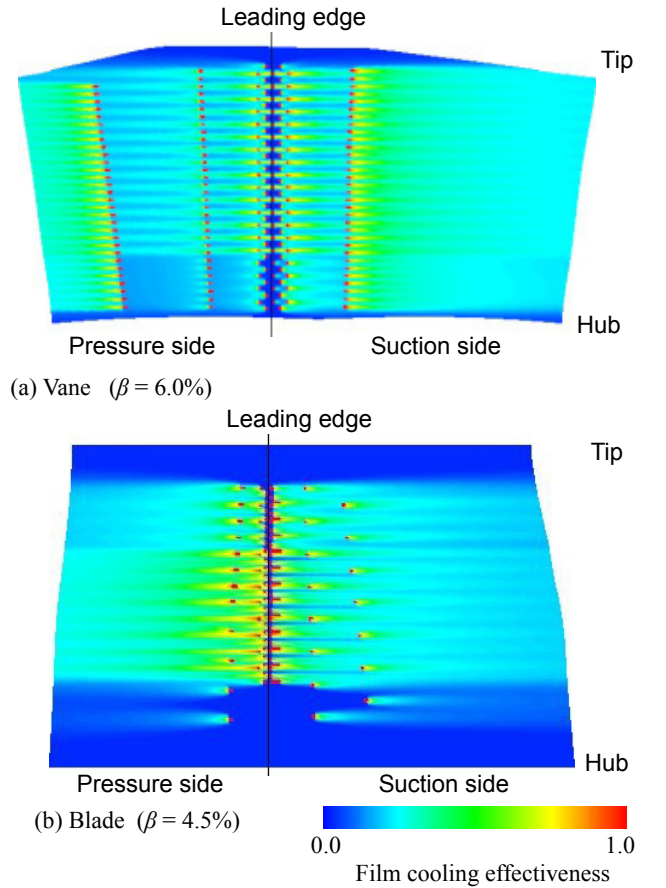 Leading edge
Tip
Hub
Pressure side Suction side
(a) Vane (β = 6.0%)
Leading edge
Tip
Hub
Pressure side Suction side
(b) Blade (β = 4.5%)
0.0 1.0
Film cooling effectiveness